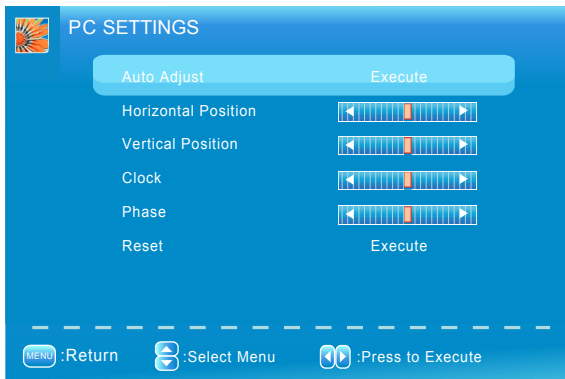 PC SETTINGS
Auto Adjust Execute
Horizontal Position
Vertical Position
Clock
Phase
Reset Execute
MENU :Return :Select Menu :Press to Execute